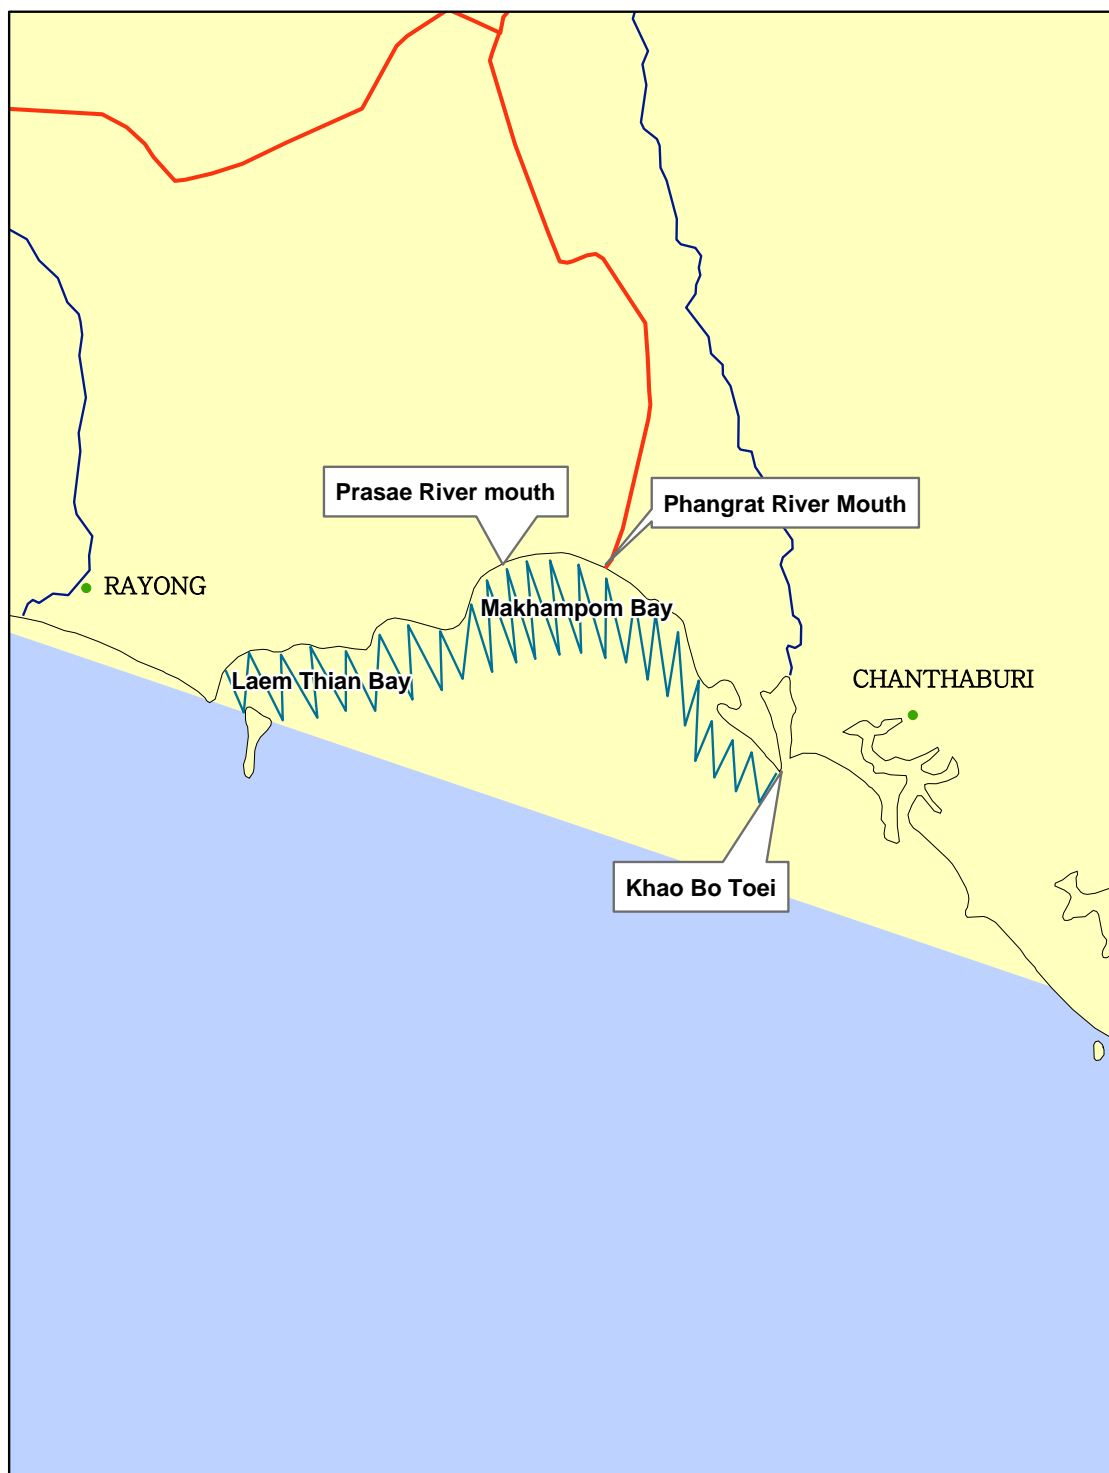 Prasae River mouth
Phangrat River Mouth
RAYONG
Makhampom Bay
Laem Thian Bay
CHANTHABURI
Khao Bo Toei